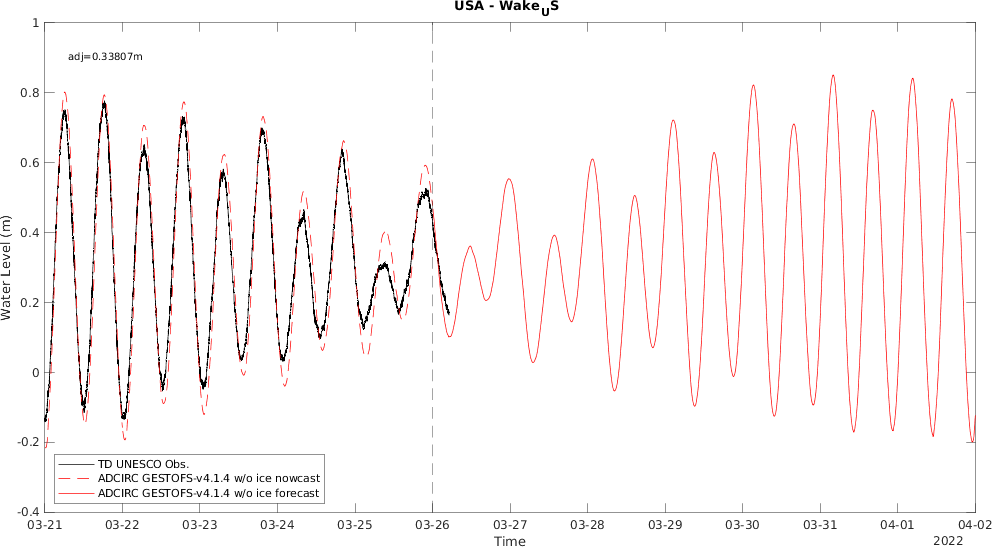 USA - Wake_US
adj=0.33807m
Water Level (m)
1
0.8
0.6
0.4
0.2
0
-0.2
-0.4
TD UNESCO Obs.
ADCIRC GESTOFS-v4.1.4 w/o ice nowcast
ADCIRC GESTOFS-v4.1.4 w/o ice forecast
03-21 03-22 03-23 03-24 03-25 03-26 03-27 03-28 03-29 03-30 03-31 04-01 04-02
Time
2022